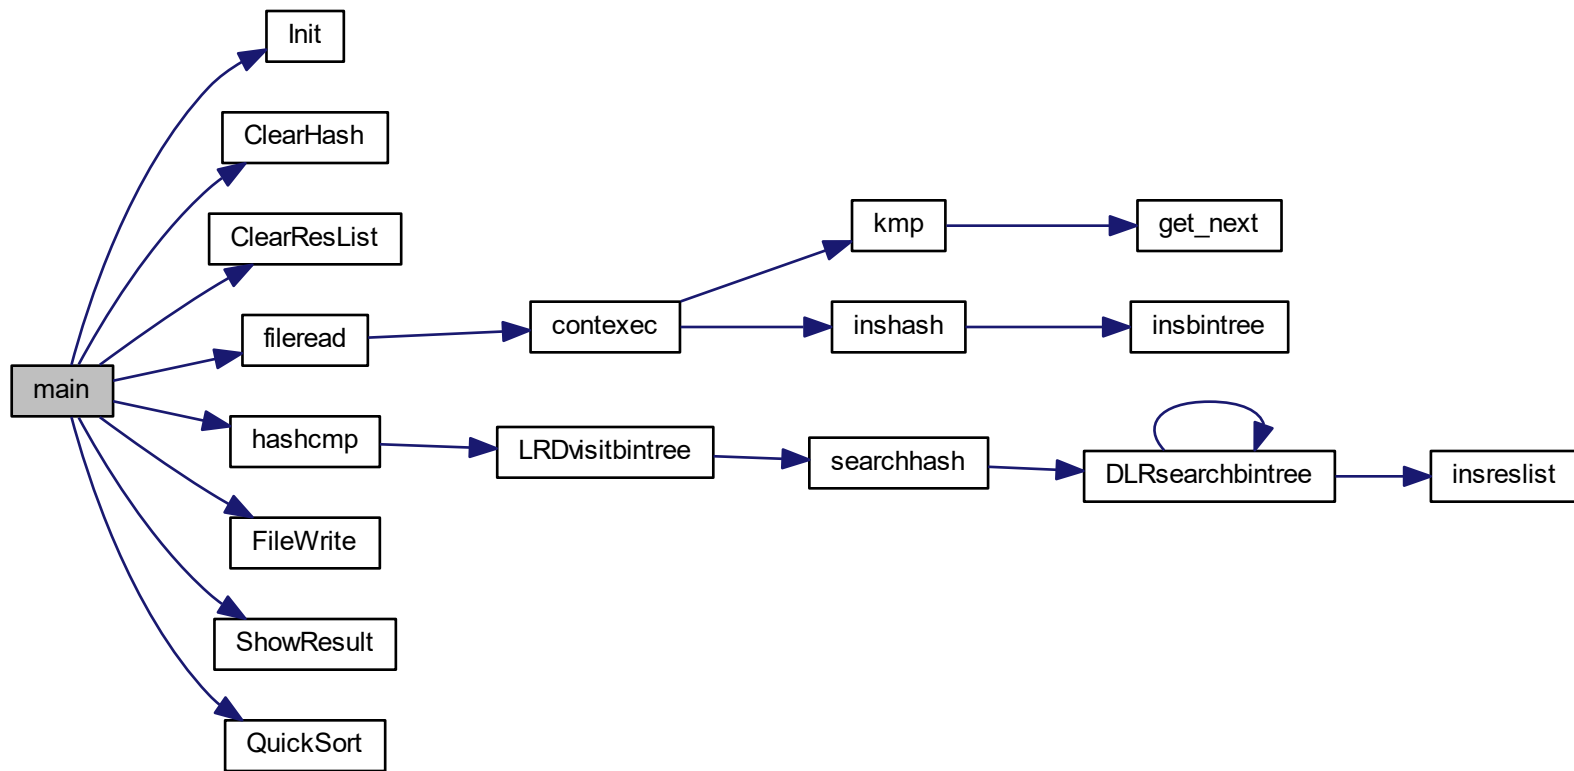 Init
ClearHash
ClearResList
kmp
get_next
fileread
contexec
inshash
insbintree
main
hashcmp
LRDvisitbintree
searchhash
DLRsearchbintree
insreslist
FileWrite
ShowResult
QuickSort